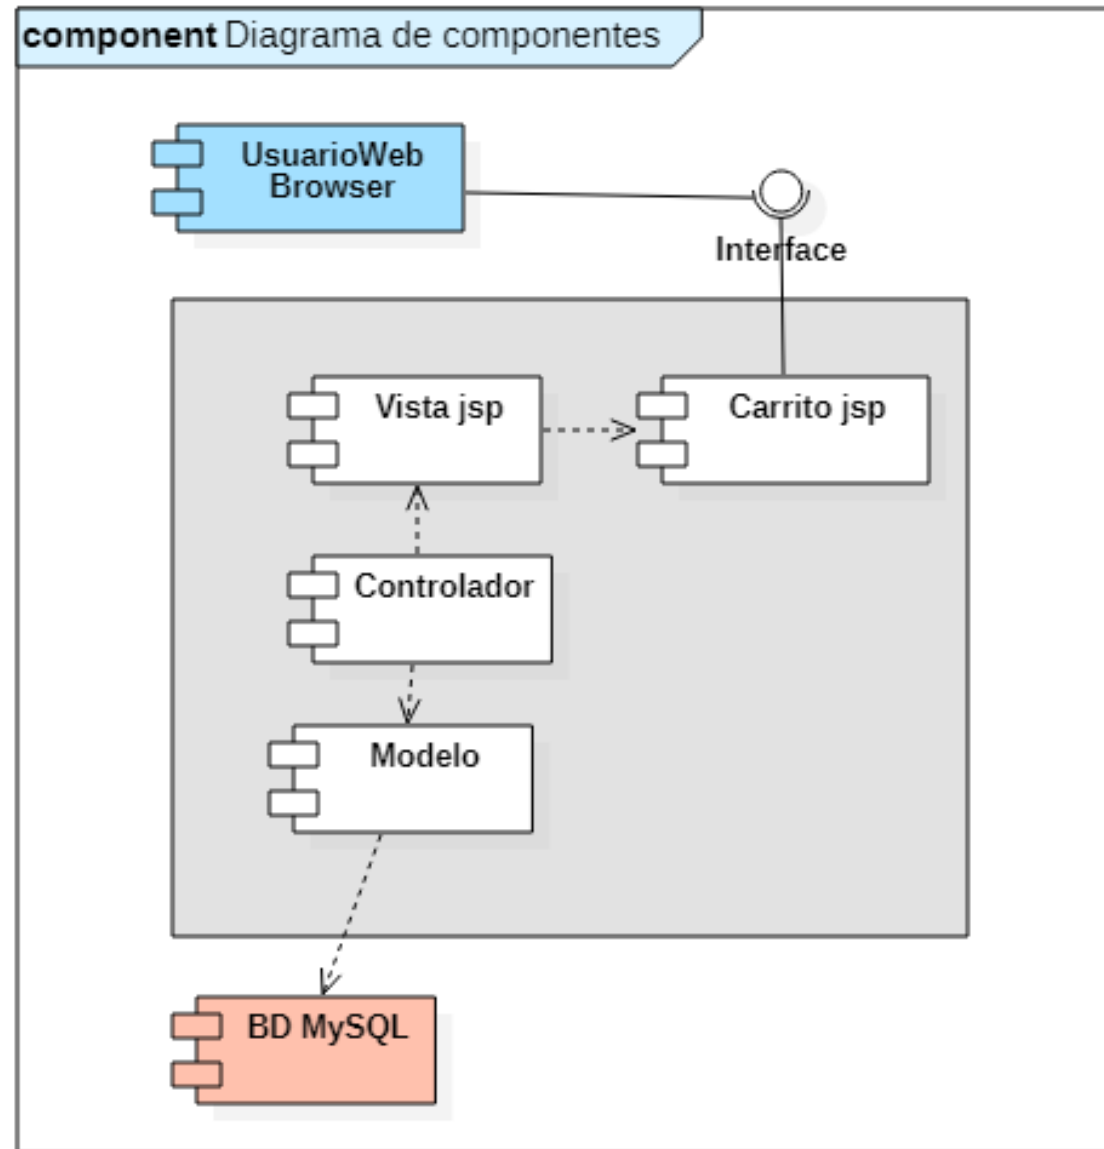 component Diagrama de componentes
UsuarioWeb
Browser
Interface
Vista jsp
Carrito jsp
Controlador
Modelo
BD MySQL